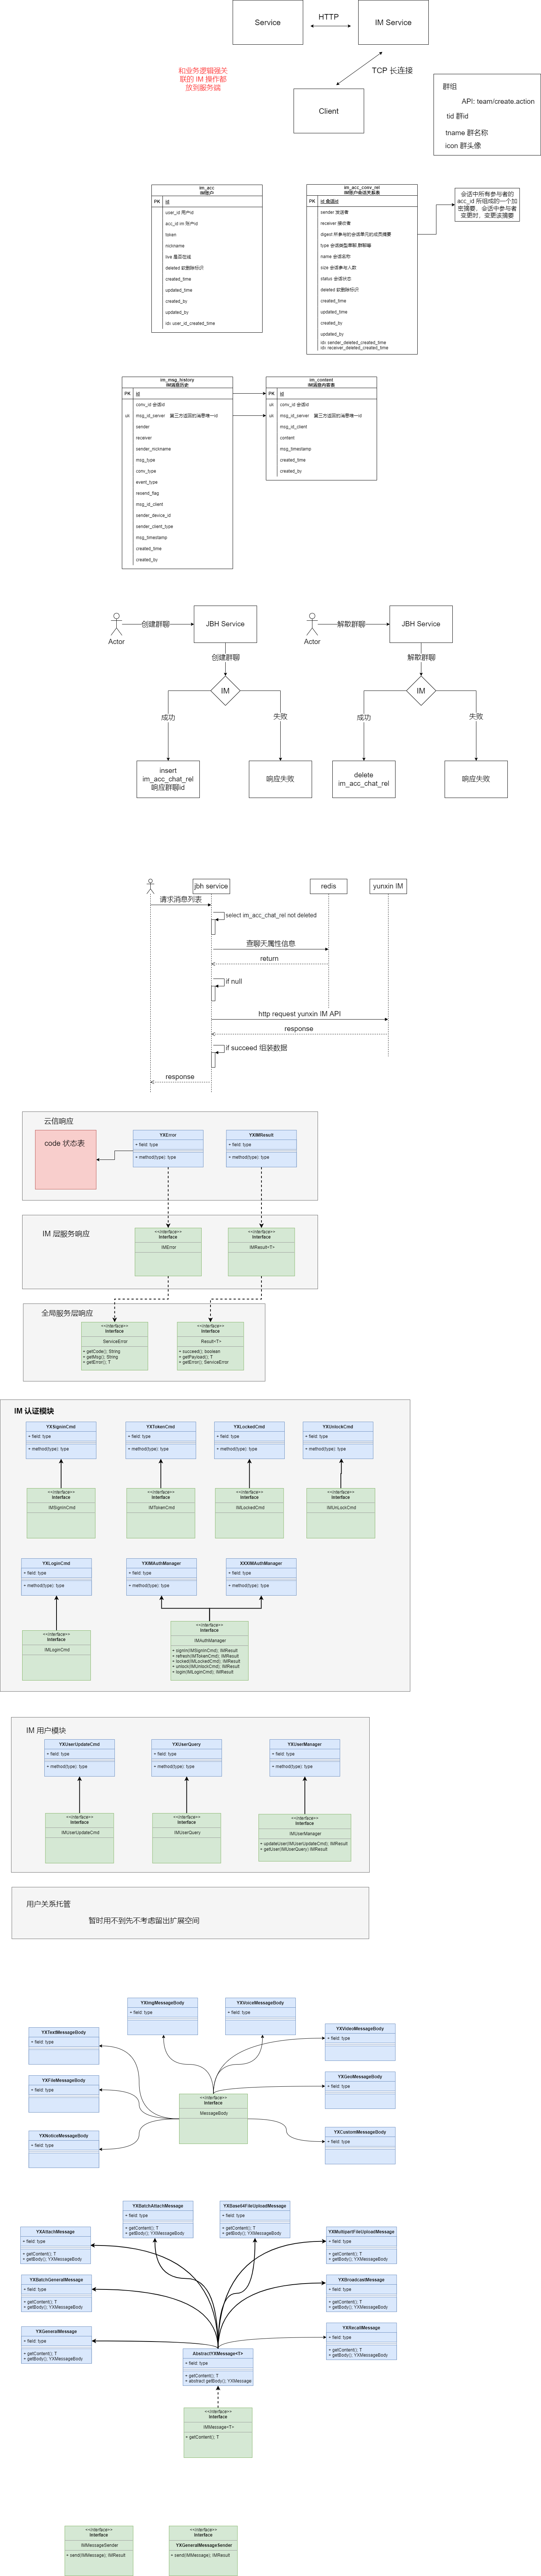 Service
HTTP
IM Service
和业务逻辑强关
联的 IM 操作都
放到服务端
TCP 长连接
Client
群组
API: team/create.action
tid 群id
tname 群名称
icon 群头像
im_acc
IM账户
PK
id
user_id 用户id
acc_id im 账户id
token
nickname
live 是否在线
deleted 软删除标识
created_time
updated_time
created_by
updated_by
idx user_id_created_time
im_acc_conv_rel
IM账户会话关联表
PK
id 会话id
sender 发送者
receiver 接收者
digest 所参与的会话单元的成员摘要
type 会话类型单聊,群聊等
name 会话名称
size 会话参与人数
status 会话状态
deleted 软删除标识
created_time
updated_time
created_by
updated_by
idx sender_deleted_created_time
idx receiver_deleted_created_time
会话中所有参与者的
acc_id 所组成的一个加
密摘要，会话中参与者
变更时，变更该摘要
im_msg_history
IM消息历史
PK
id
conv_id 会话id
uk
msg_id_server 第三方返回的消息唯一id
sender
receiver
sender_nickname
msg_type
conv_type
event_type
resend_flag
msg_id_client
sender_device_id
sender_client_type
msg_timestamp
created_time
created_by
im_content
IM消息内容表
PK
id
uk
conv_id 会话id
uk
msg_id_server 第三方返回的消息唯一id
msg_id_client
content
msg_timestamp
created_time
created_by
Actor
创建群聊
JBH Service
创建群聊
IM
成功
失败
insert
im_acc_chat_rel
响应群聊id
响应失败
Actor
解散群聊
JBH Service
解散群聊
IM
成功
失败
delete
im_acc_chat_rel
响应失败
jbh service
redis
yunxin IM
请求消息列表
select im_acc_chat_rel not deleted
查聊天属性信息
return
if null
http request yunxin IM API
response
if succeed 组装数据
response
云信响应
code 状态表
YXError
+ field: type
+ method(type): type
YXIMResult
+ field: type
+ method(type): type
IM 层服务响应
<<Interface>>
Interface
IMError
<<Interface>>
Interface
IMResult<T>
全局服务层响应
<<Interface>>
Interface
ServiceError
+ getCode(); String
+ getMsg(); String
+ getError(); T
<<Interface>>
Interface
Result<T>
+ succeed(); boolean
+ getPayload(); T
+ getError(); ServiceError
IM 认证模块
YXSigninCmd
+ field: type
+ method(type): type
YXTokenCmd
+ field: type
+ method(type): type
YXLockedCmd
+ field: type
+ method(type): type
YXUnlockCmd
+ field: type
+ method(type): type
<<Interface>>
Interface
IMSigninCmd
<<Interface>>
Interface
IMTokenCmd
<<Interface>>
Interface
IMLockedCmd
<<Interface>>
Interface
IMUnLockCmd
YXLoginCmd
+ field: type
+ method(type): type
YXIMAuthManager
+ field: type
+ method(type): type
XXXIMAuthManager
+ field: type
+ method(type): type
<<Interface>>
Interface
IMLoginCmd
<<Interface>>
Interface
IMAuthManager
+ signin(IMSigninCmd); IMResult
+ refresh(IMTokenCmd); IMResult
+ locked(IMLockedCmd); IMResult
+ unlock(IMUnlockCmd); IMResult
+ login(IMLoginCmd); IMResult
IM 用户模块
YXUserUpdateCmd
+ field: type
+ method(type): type
YXUserQuery
+ field: type
+ method(type): type
YXUserManager
+ field: type
+ method(type): type
<<Interface>>
Interface
IMUserUpdateCmd
<<Interface>>
Interface
IMUserQuery
<<Interface>>
Interface
IMUserManager
+ updateUser(IMUserUpdateCmd); IMResult
+ getUser(IMUserQuery) IMResult
用户关系托管
暂时用不到先不考虑留出扩展空间
YXImgMessageBody
+ field: type
YXVoiceMessageBody
+ field: type
YXTextMessageBody
+ field: type
YXVideoMessageBody
+ field: type
YXFileMessageBody
+ field: type
YXGeoMessageBody
+ field: type
<<Interface>>
Interface
MessageBody
YXNoticeMessageBody
+ field: type
YXCustomMessageBody
+ field: type
YXBatchAttachMessage
+ field: type
+ getContent(); T
+ getBody(); YXMessageBody
YXBase64FileUploadMessage
+ field: type
+ getContent(); T
+ getBody(); YXMessageBody
YXAttachMessage
+ field: type
+ getContent(); T
+ getBody(); YXMessageBody
YXMultipartFileUploadMessage
+ field: type
+ getContent(); T
+ getBody(); YXMessageBody
YXBatchGeneralMessage
+ field: type
+ getContent(); T
+ getBody(); YXMessageBody
YXBroadcastMessage
+ field: type
+ getContent(); T
+ getBody(); YXMessageBody
YXGeneralMessage
+ field: type
+ getContent(); T
+ getBody(); YXMessageBody
YXRecallMessage
+ field: type
+ getContent(); T
+ getBody(); YXMessageBody
AbstractYXMessage<T>
+ field: type
+ getContent(); T
+ abstract getBody(); YXMessage
<<Interface>>
Interface
IMMessage<T>
+ getContent(); T
<<Interface>>
Interface
IMMessageSender
+ send(IMMessage); IMResult
<<Interface>>
Interface
YXGeneralMessageSender
+ send(IMMessage); IMResult